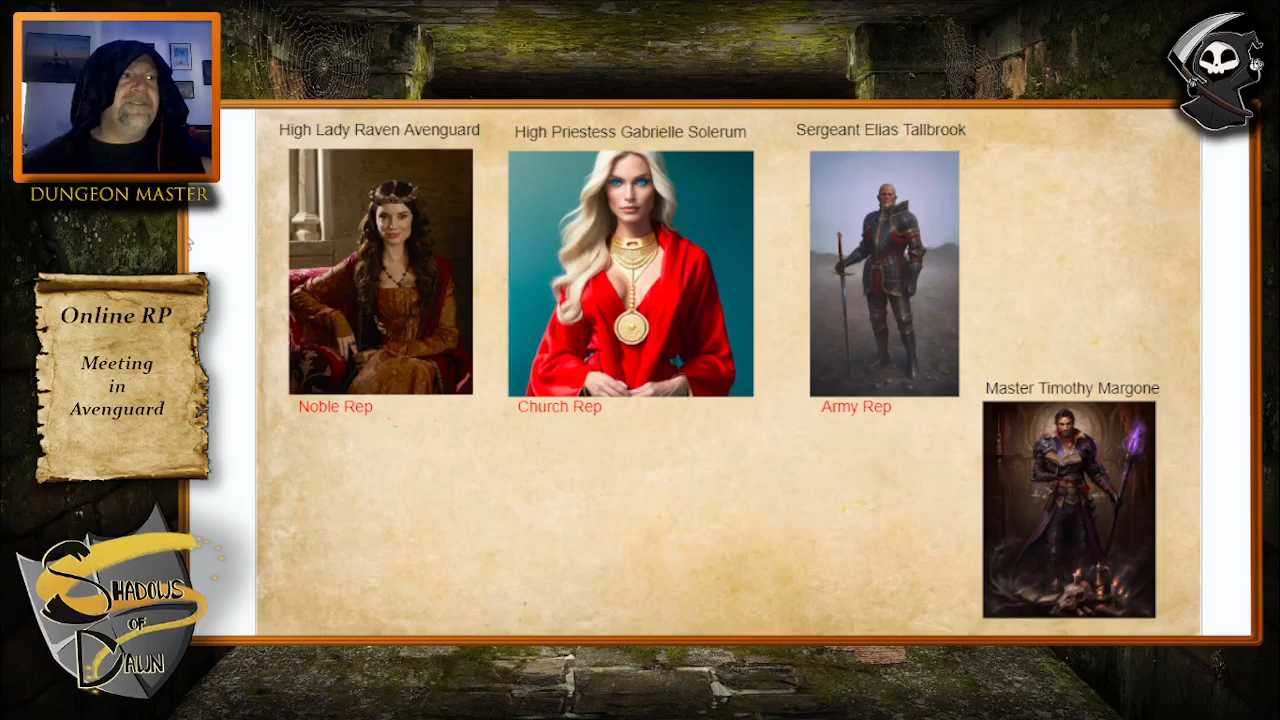 High Lady Raven Avenguard
High Priestess Gabrielle Solerum
Sergeant Elias Tallbrook
DUNGEON MASTER
Online RP
Meeting
in
Avenguard
Noble Rep
Church Rep
Army Rep
Master Timothy Margone
SHADOWS
OF
DAWN